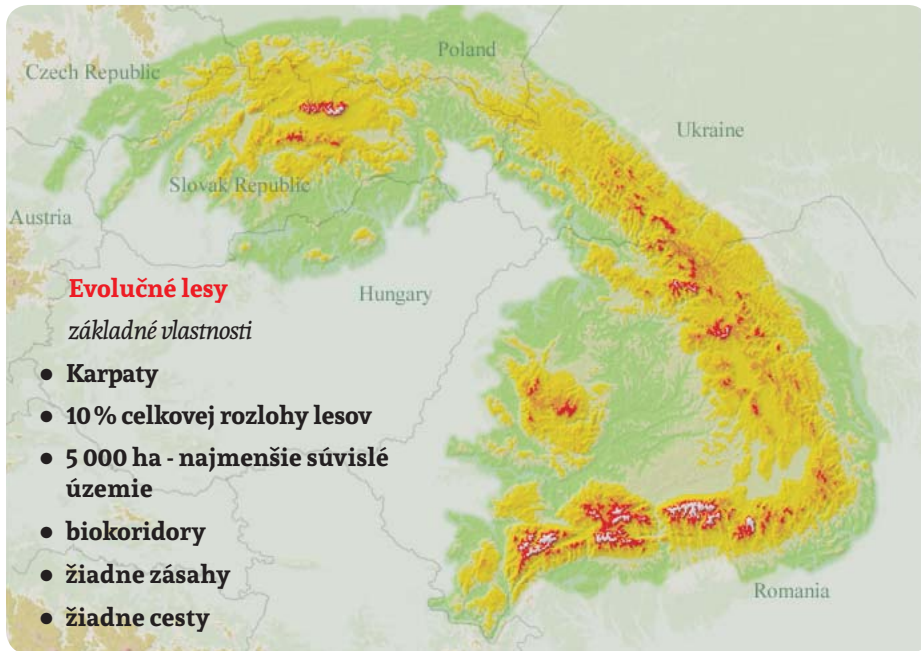 Poland
Czech Republic
Ukraine
Slovak Republic
Austria
Hungary
Romania
Evolučné lesy
základné vlastnosti
● Karpaty
● 10 % celkovej rozlohy lesov
● 5 000 ha - najmenšie súvislé
územie
● biokoridory
● žiadne zásahy
● žiadne cesty